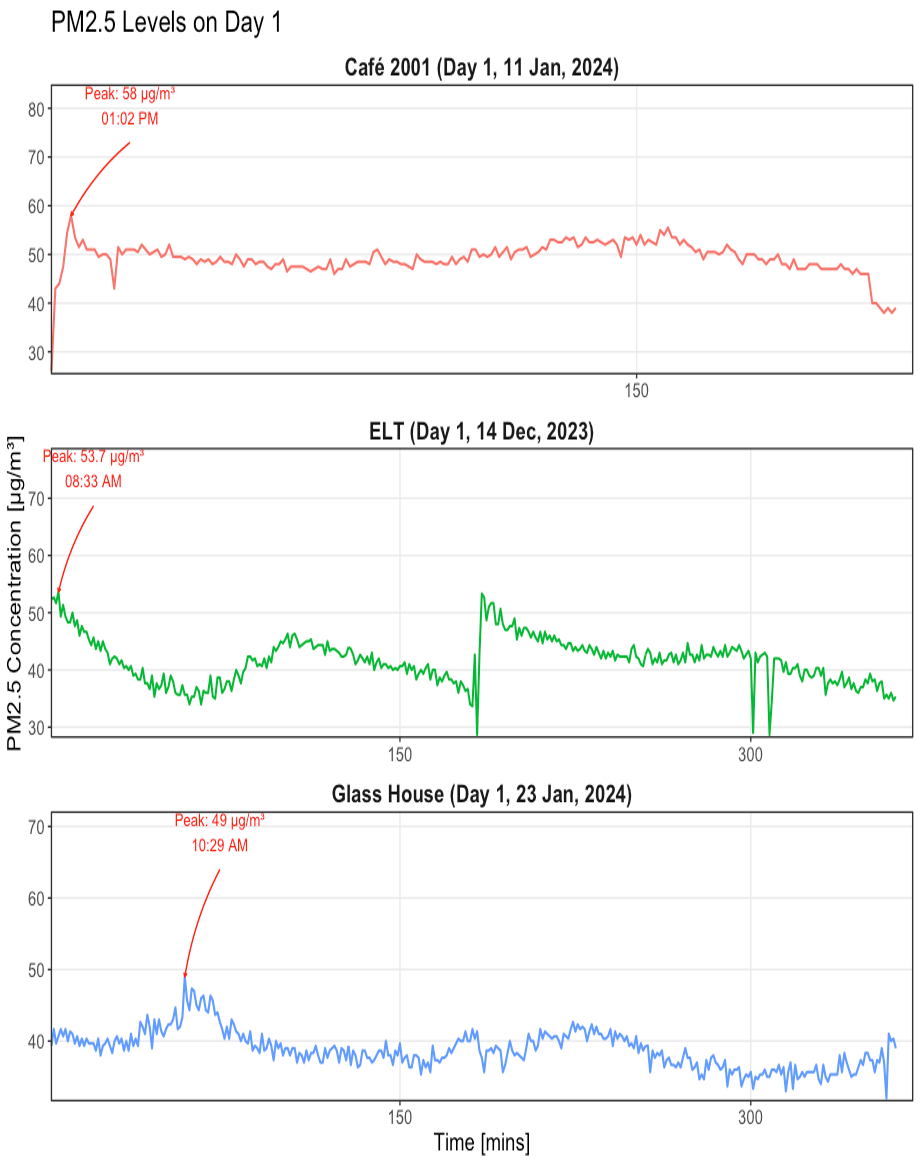 PM2.5 Levels on Day 1
Café 2001 (Day 1, 11 Jan, 2024)
Peak: 58 µg/m³
01:02 PM
80
70
60
50
40
30
150
ELT (Day 1, 14 Dec, 2023)
Peak: 53.7 µg/m³
08:33 AM
PM2.5 Concentration [µg/m³]
70
60
50
40
30
150
300
Glass House (Day 1, 23 Jan, 2024)
Peak: 49 µg/m³
10:29 AM
70
60
50
40
150
300
Time [mins]